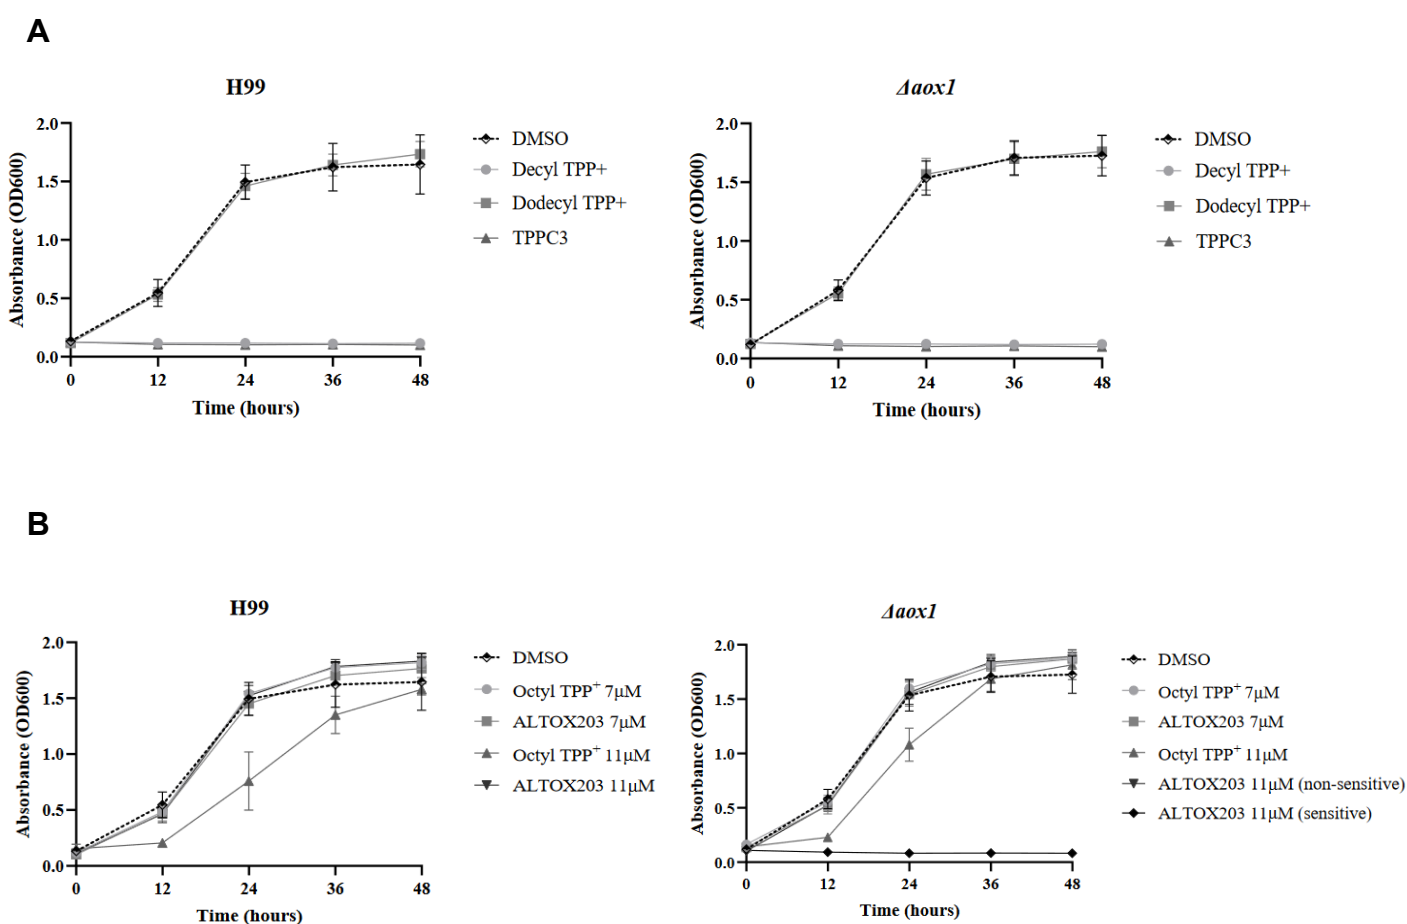 A
H99
Δaox1
2.0
1.5
1.0
0.5
0.0
Absorbance (OD600)
0 12 24 36 48
Time (hours)
DMSO
Decyl TPP+
Dodecyl TPP+
TPPC3
2.0
1.5
1.0
0.5
0.0
Absorbance (OD600)
0 12 24 36 48
Time (hours)
DMSO
Decyl TPP+
Dodecyl TPP+
TPPC3
B
H99
Δaox1
2.0
1.5
1.0
0.5
0.0
Absorbance (OD600)
0 12 24 36 48
Time (hours)
DMSO
Octyl TPP⁺ 7µM
ALTOX203 7µM
Octyl TPP⁺ 11µM
ALTOX203 11µM
2.0
1.5
1.0
0.5
0.0
Absorbance (OD600)
0 12 24 36 48
Time (hours)
DMSO
Octyl TPP⁺ 7µM
ALTOX203 7µM
Octyl TPP⁺ 11µM
ALTOX203 11µM (non-sensitive)
ALTOX203 11µM (sensitive)